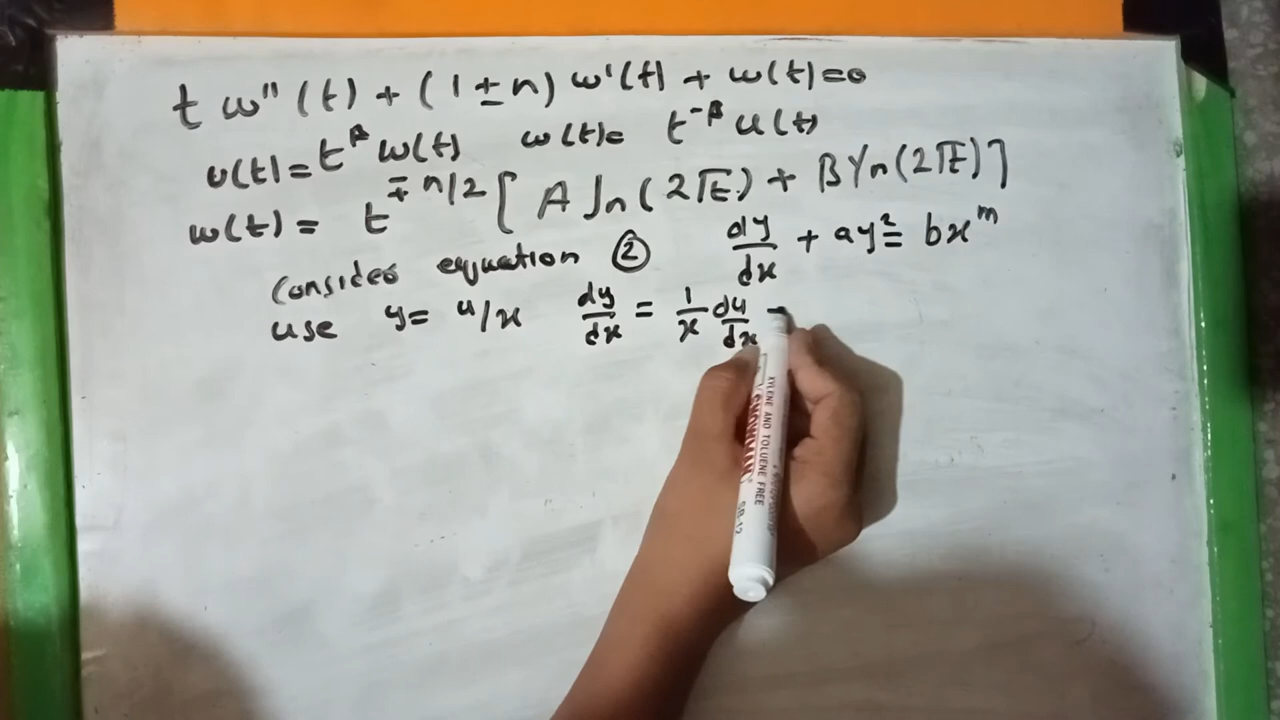 t w''(t) + (1 ± n) w'(t) + w(t) = 0
u(t) = t^β w(t) w(t) = t^-β u(t)
w(t) = t^∓n/2 [ A Jn(2√t) + B Yn(2√t) ]
Consider equation ② dy/dx + ay² = bx^m
use y = u/x dy/dx = 1/x du/dx -
XYLENE AND TOLUENE FREE
SNOWMAN